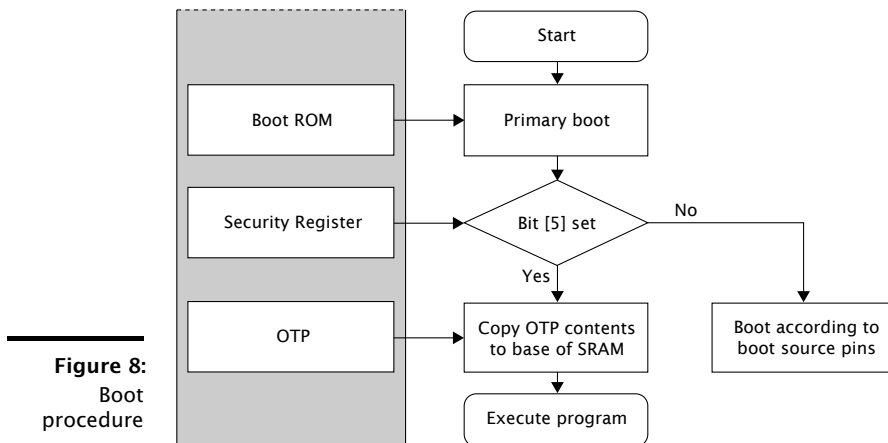 Start
Boot ROM
Primary boot
Security Register
Bit [5] set
No
Yes
OTP
Copy OTP contents
to base of SRAM
Boot according to
boot source pins
Execute program
Figure 8:
Boot
procedure